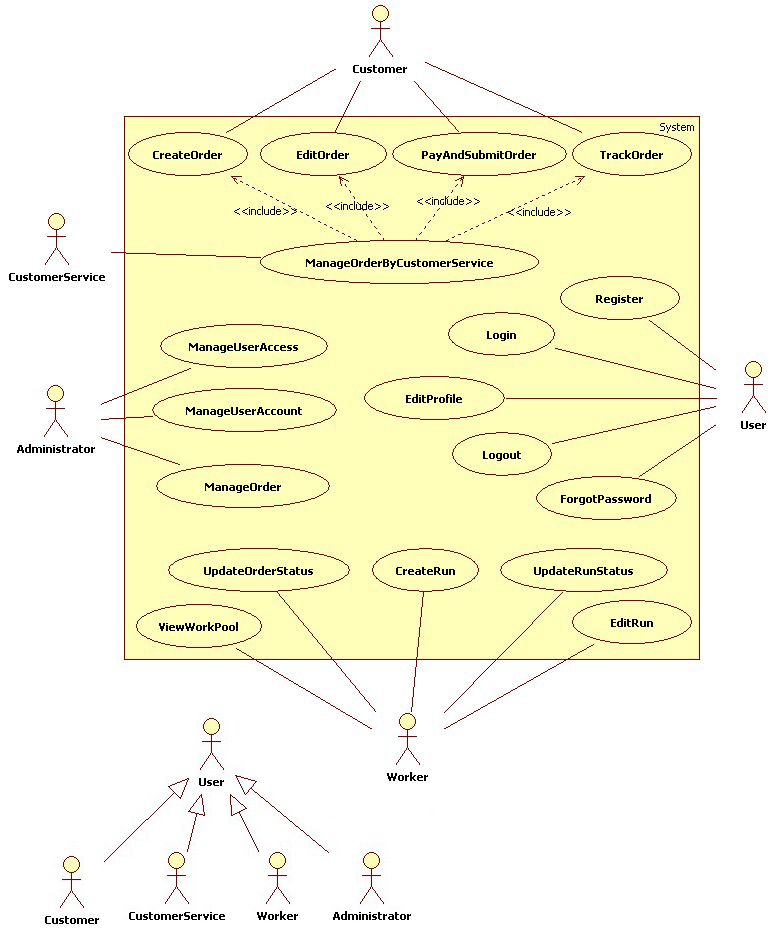 Customer
System
CreateOrder
EditOrder
PayAndSubmitOrder
TrackOrder
<<include>>
<<include>>
<<include>>
<<include>>
CustomerService
ManageOrderByCustomerService
Register
Login
ManageUserAccess
EditProfile
User
ManageUserAccount
Administrator
Logout
ManageOrder
ForgotPassword
UpdateOrderStatus
CreateRun
UpdateRunStatus
ViewWorkPool
EditRun
Worker
User
Customer
CustomerService
Worker
Administrator